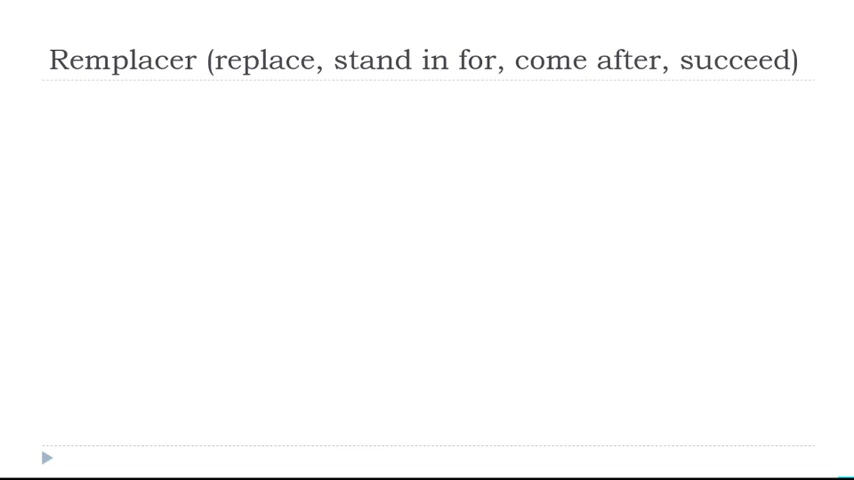 Remplacer (replace, stand in for, come after, succeed)